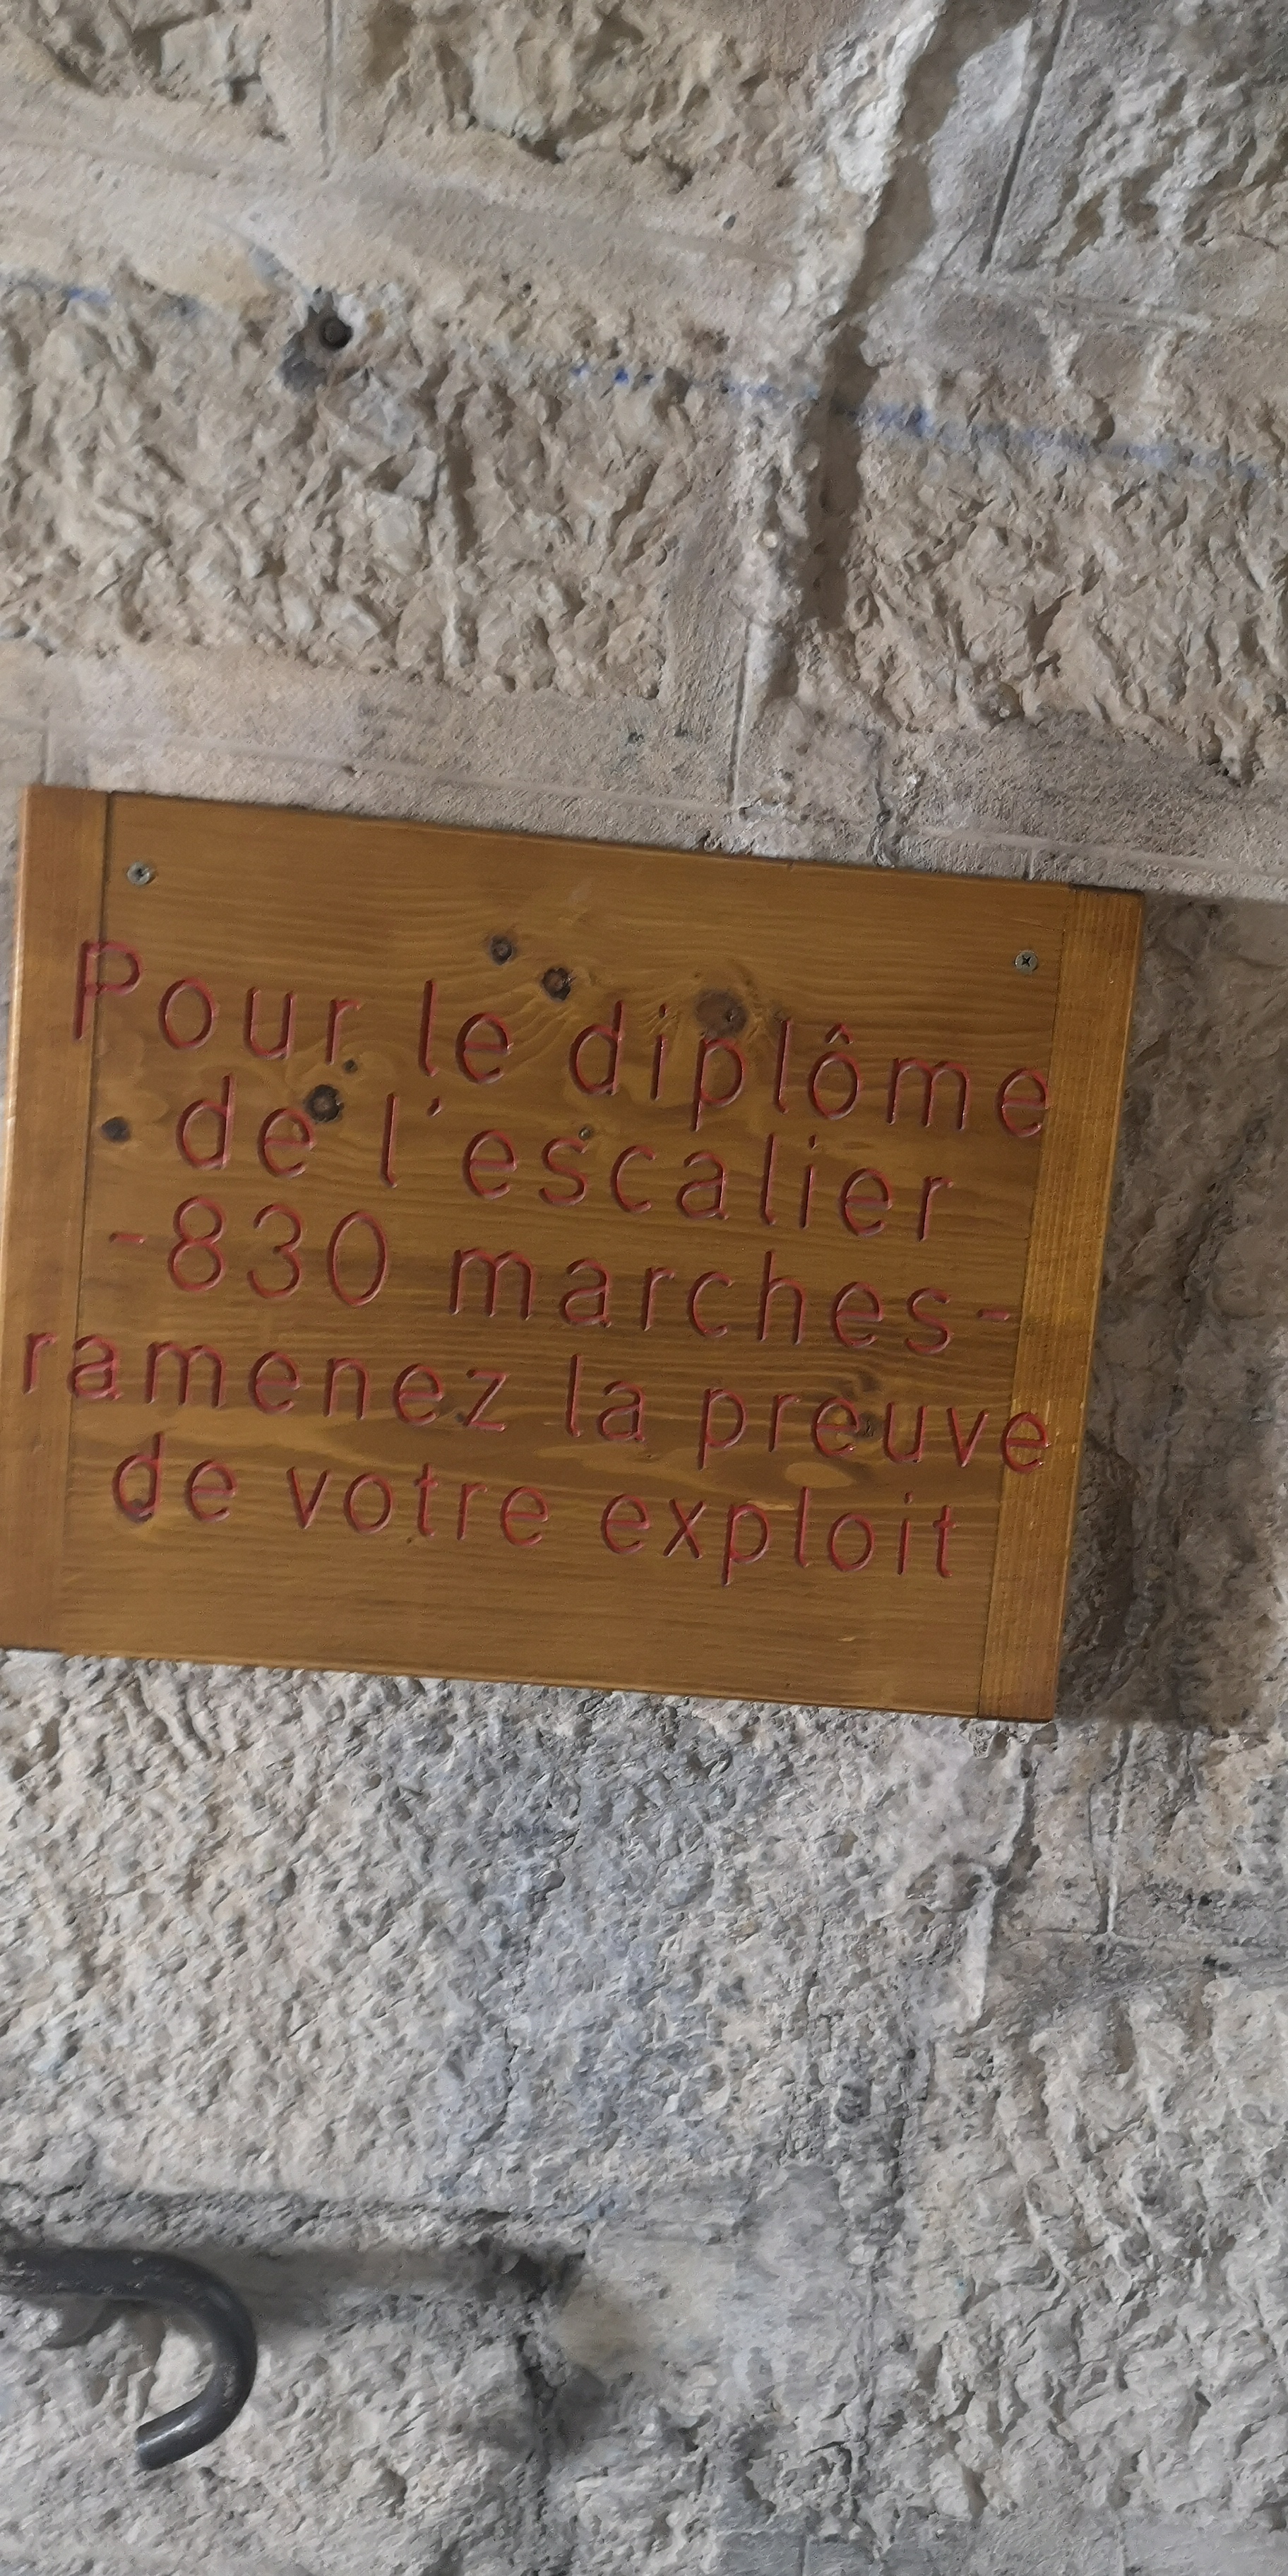 Pour le diplôme
de l'escalier
-830 marches-
ramenez la preuve
de votre exploit